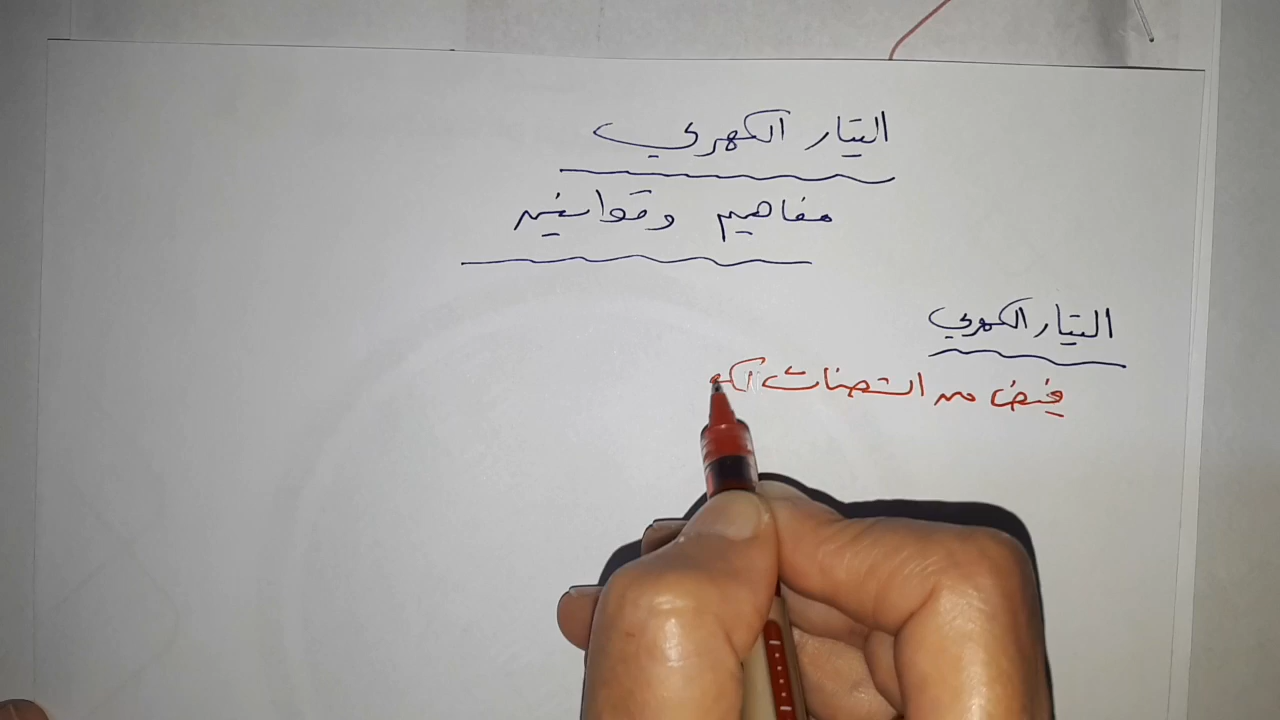 التيار الكهربي
مفاهيم وقوانين
التيار الكهربي
فيض من الشحنات